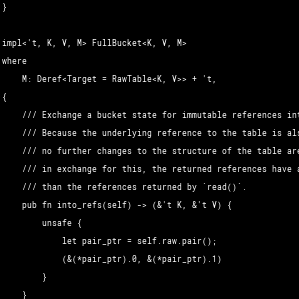 }
impl<'t, K, V, M> FullBucket<K, V, M>
where
    M: Deref<Target = RawTable<K, V>> + 't,
{
    /// Exchange a bucket state for immutable references int
    /// Because the underlying reference to the table is als
    /// no further changes to the structure of the table are
    /// in exchange for this, the returned references have a
    /// than the references returned by `read()`.
    pub fn into_refs(self) -> (&'t K, &'t V) {
        unsafe {
            let pair_ptr = self.raw.pair();
            (&(*pair_ptr).0, &(*pair_ptr).1)
        }
    }